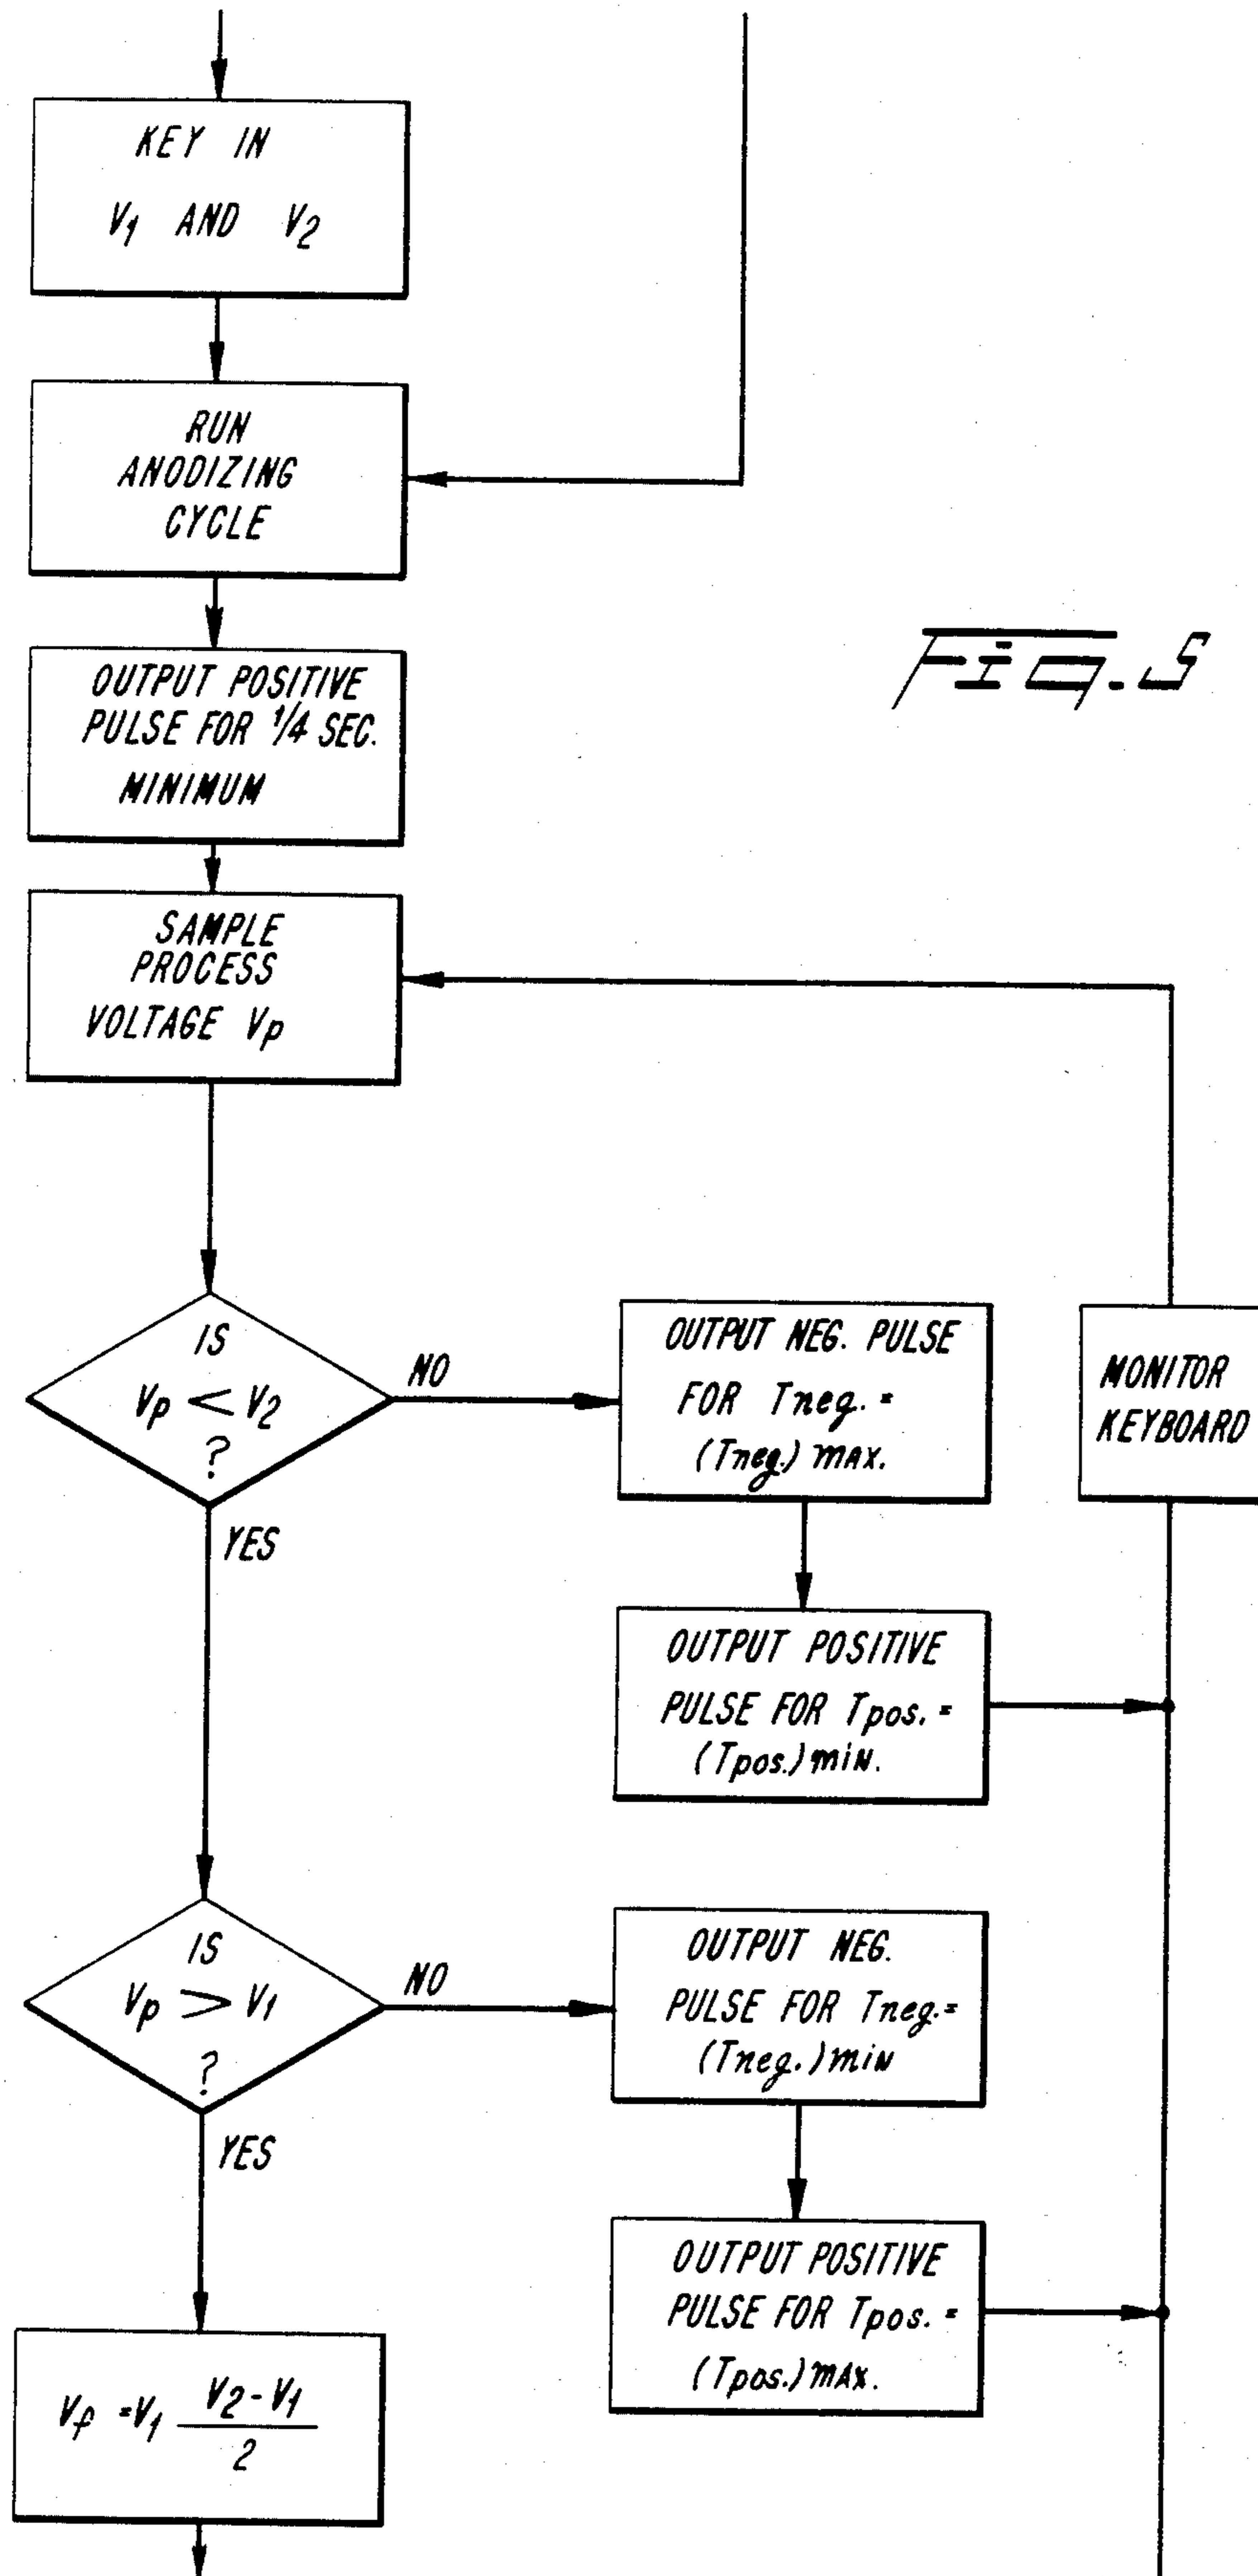 KEY IN
V1 AND V2
RUN
ANODIZING
CYCLE
Fig. 5
OUTPUT POSITIVE
PULSE FOR 1/4 SEC.
MINIMUM
SAMPLE
PROCESS
VOLTAGE Vp
IS
Vp < V2
?
NO
YES
OUTPUT NEG. PULSE
FOR Tneg. =
(Tneg.) MAX.
MONITOR
KEYBOARD
OUTPUT POSITIVE
PULSE FOR Tpos. =
(Tpos.) MIN.
IS
Vp > V1
?
NO
YES
OUTPUT NEG.
PULSE FOR Tneg. =
(Tneg.) MIN
OUTPUT POSITIVE
PULSE FOR Tpos. =
(Tpos.) MAX.
Vp = V1 V2 - V1
2